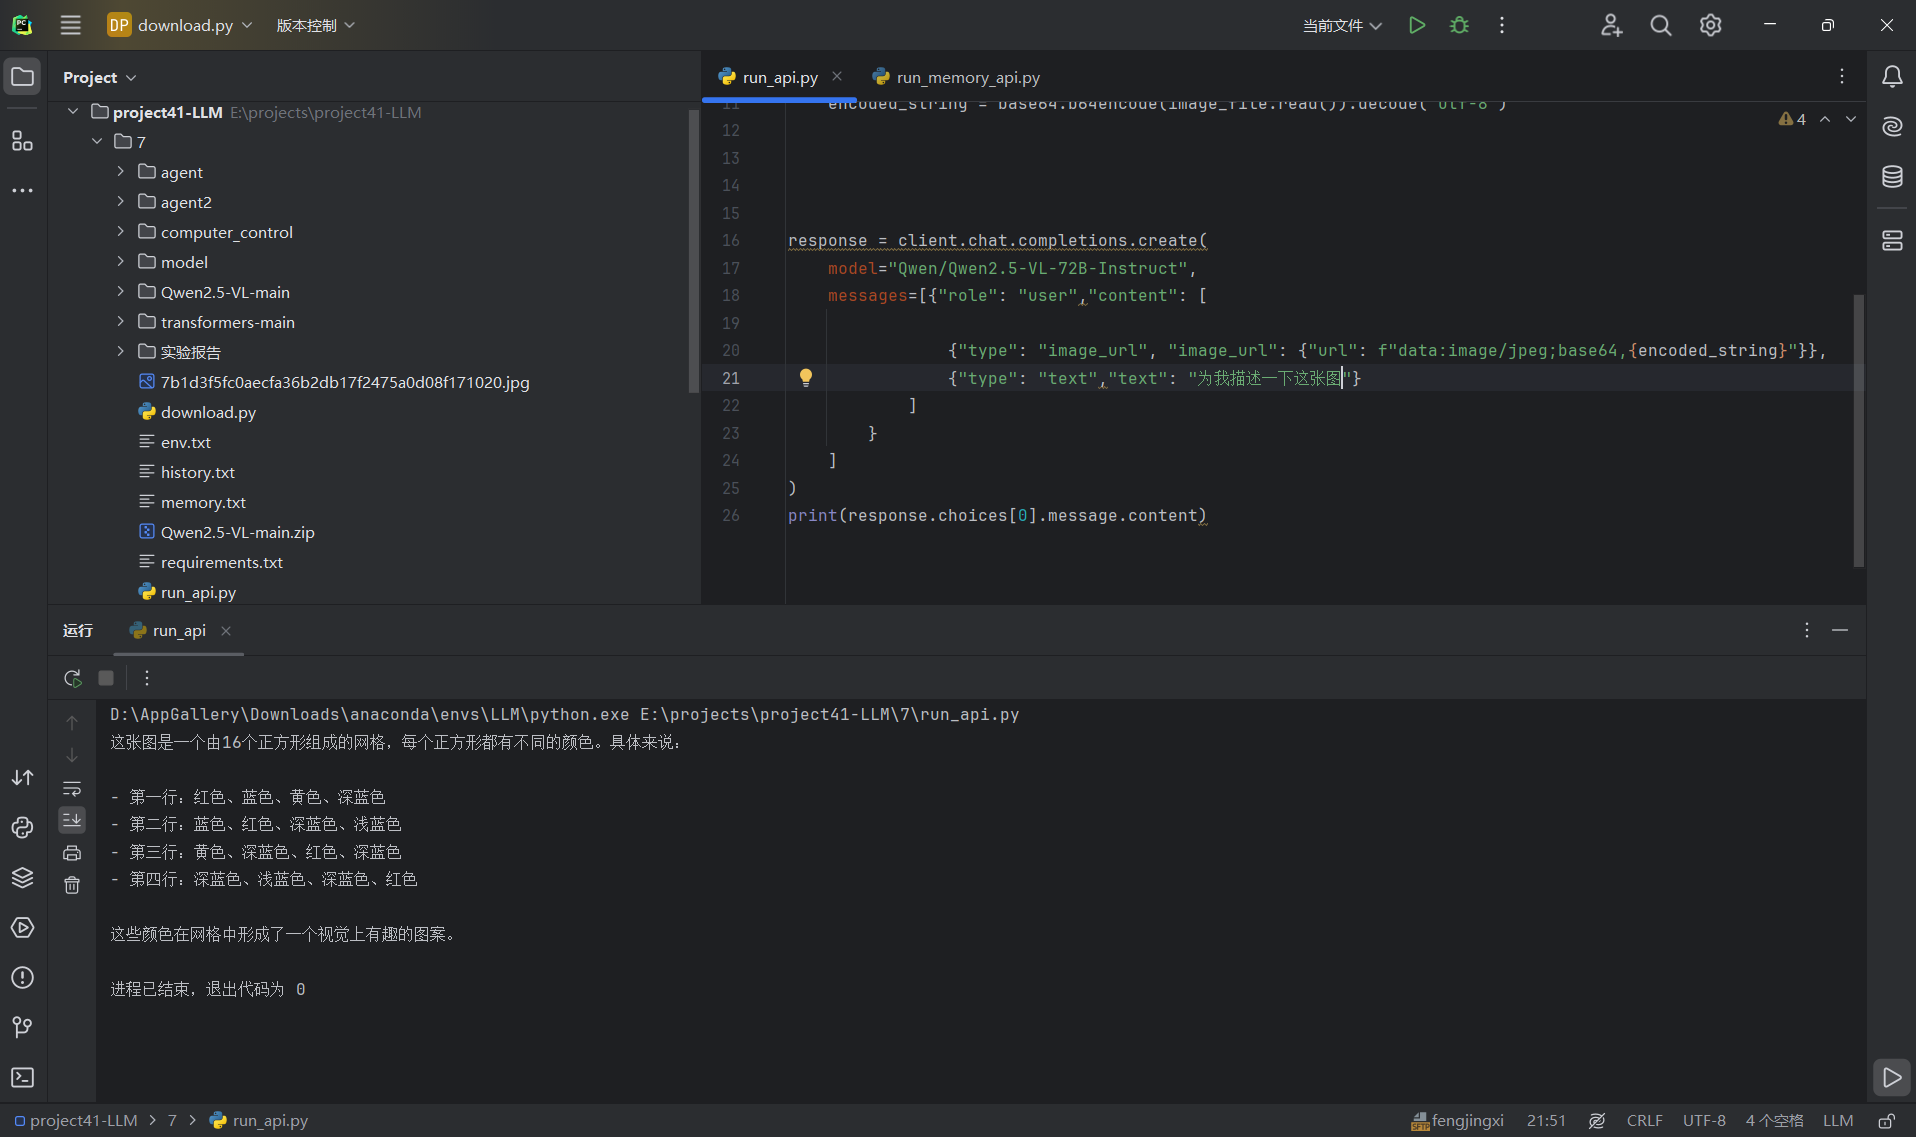 DP download.py 版本控制 当前文件
Project
run_api.py run_memory_api.py
project41-LLM E:\projects\project41-LLM
7
agent
agent2
computer_control
model
Qwen2.5-VL-main
transformers-main
实验报告
7b1d3f5fc0aecfa36b2db17f2475a0d08f171020.jpg
download.py
env.txt
history.txt
memory.txt
Qwen2.5-VL-main.zip
requirements.txt
run_api.py
4
11 encoded_string = base64.b64encode(image_file.read()).decode('utf-8')
12
13
14
15
16 response = client.chat.completions.create(
17 model="Qwen/Qwen2.5-VL-72B-Instruct",
18 messages=[{"role": "user","content": [
19
20 {"type": "image_url", "image_url": {"url": f"data:image/jpeg;base64,{encoded_string}"}},
21 {"type": "text","text": "为我描述一下这张图"}
22 ]
23 }
24 ]
25 )
26 print(response.choices[0].message.content)
运行 run_api
D:\AppGallery\Downloads\anaconda\envs\LLM\python.exe E:\projects\project41-LLM\7\run_api.py
这张图是一个由16个正方形组成的网格，每个正方形都有不同的颜色。具体来说：
- 第一行：红色、蓝色、黄色、深蓝色
- 第二行：蓝色、红色、深蓝色、浅蓝色
- 第三行：黄色、深蓝色、红色、深蓝色
- 第四行：深蓝色、浅蓝色、深蓝色、红色
这些颜色在网格中形成了一个视觉上有趣的图案。
进程已结束，退出代码为 0
project41-LLM 7 run_api.py SFTP fengjingxi 21:51 CRLF UTF-8 4 个空格 LLM